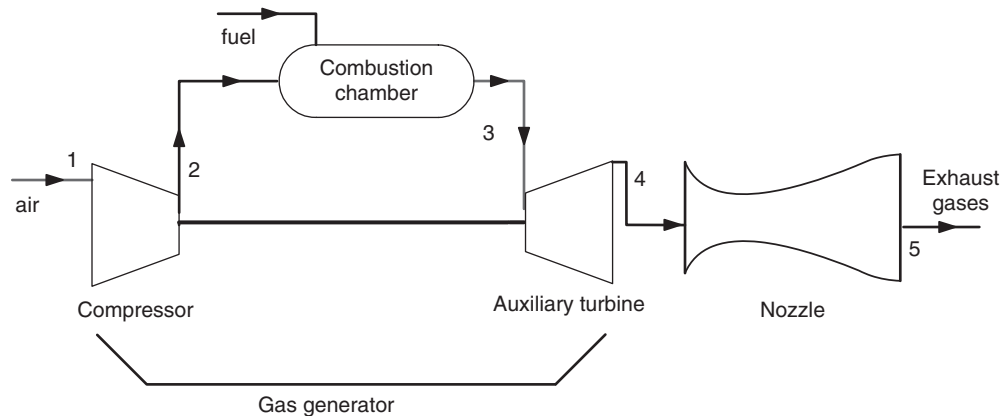 fuel
Combustion
chamber
1
2
3
4
air
Exhaust
gases
5
Compressor
Auxiliary turbine
Nozzle
Gas generator